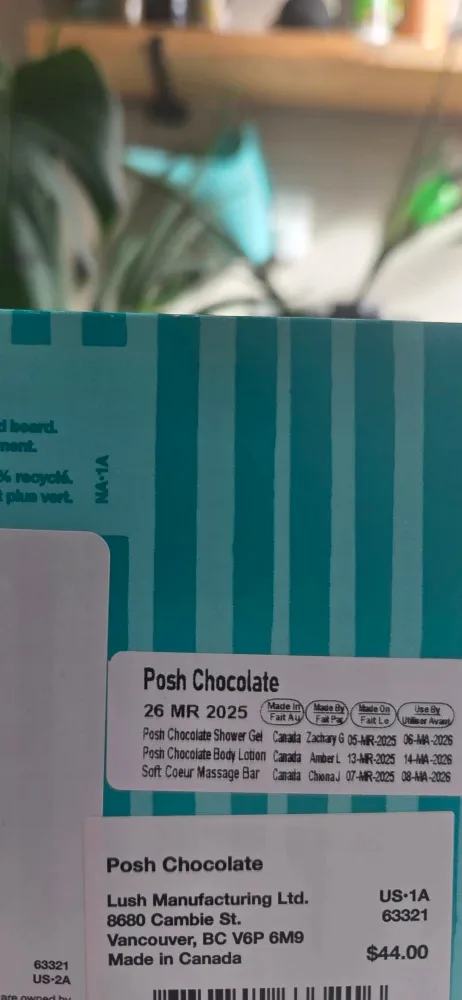 d board.
ment.
% recyclé.
t plus vert.
NA•1A
Posh Chocolate
26 MR 2025 Made In Fait Au Made By Fait Par Made On Fait Le Use By Utiliser Avant
Posh Chocolate Shower Gel Canada Zachary G 05-MR-2025 06-MA-2026
Posh Chocolate Body Lotion Canada Amber L 13-MR-2025 14-MA-2026
Soft Coeur Massage Bar Canada Chiona J 07-MR-2025 08-MA-2026
Posh Chocolate
Lush Manufacturing Ltd. US•1A
8680 Cambie St. 63321
Vancouver, BC V6P 6M9
Made in Canada $44.00
63321
US•2A
are owned by